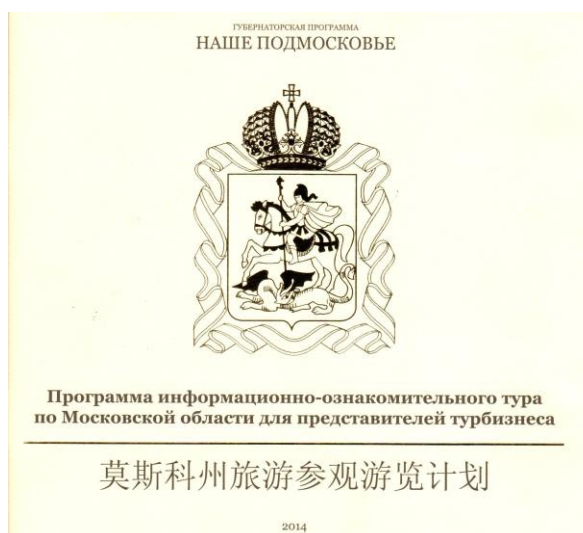 ГУБЕРНАТОРСКАЯ ПРОГРАММА
НАШЕ ПОДМОСКОВЬЕ
Программа информационно-ознакомительного тура
по Московской области для представителей турбизнеса
莫斯科州旅游参观游览计划
2014